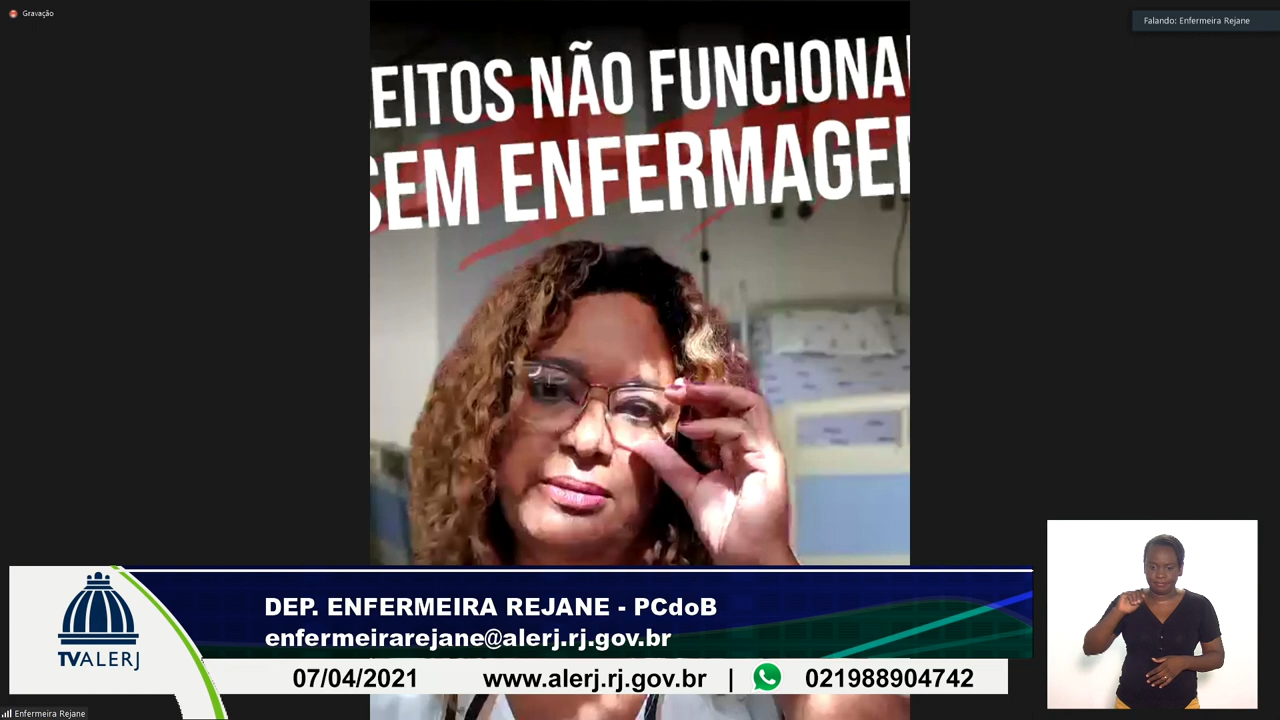 Gravação
Falando: Enfermeira Rejane
EITOS NÃO FUNCIONA
SEM ENFERMAGE
DEP. ENFERMEIRA REJANE - PCdoB
enfermeirarejane@alerj.rj.gov.br
TVALERJ
07/04/2021 www.alerj.rj.gov.br | 021988904742
Enfermeira Rejane